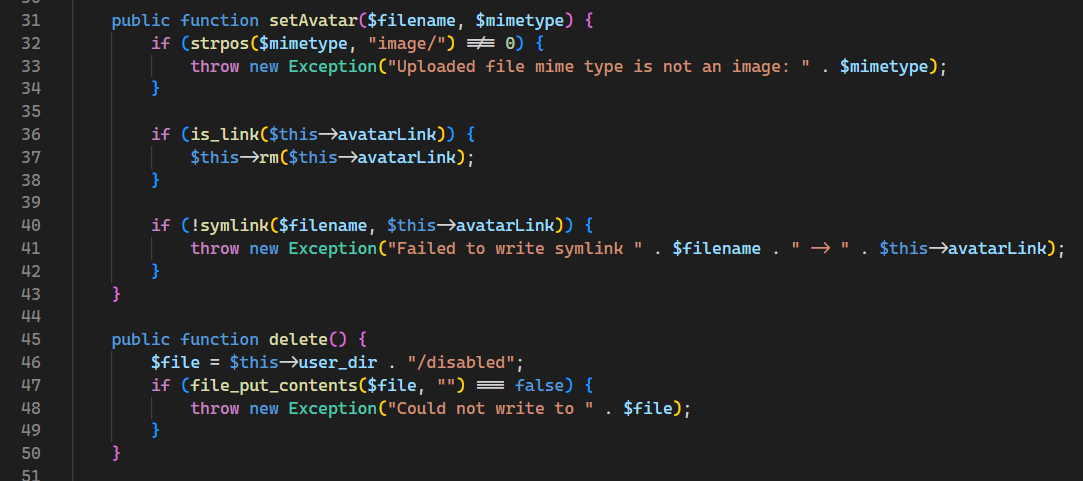 31 public function setAvatar($filename, $mimetype) {
32 if (strpos($mimetype, "image/") !== 0) {
33 throw new Exception("Uploaded file mime type is not an image: " . $mimetype);
34 }
35
36 if (is_link($this->avatarLink)) {
37 $this->rm($this->avatarLink);
38 }
39
40 if (!symlink($filename, $this->avatarLink)) {
41 throw new Exception("Failed to write symlink " . $filename . " -> " . $this->avatarLink);
42 }
43 }
44
45 public function delete() {
46 $file = $this->user_dir . "/disabled";
47 if (file_put_contents($file, "") === false) {
48 throw new Exception("Could not write to " . $file);
49 }
50 }
51